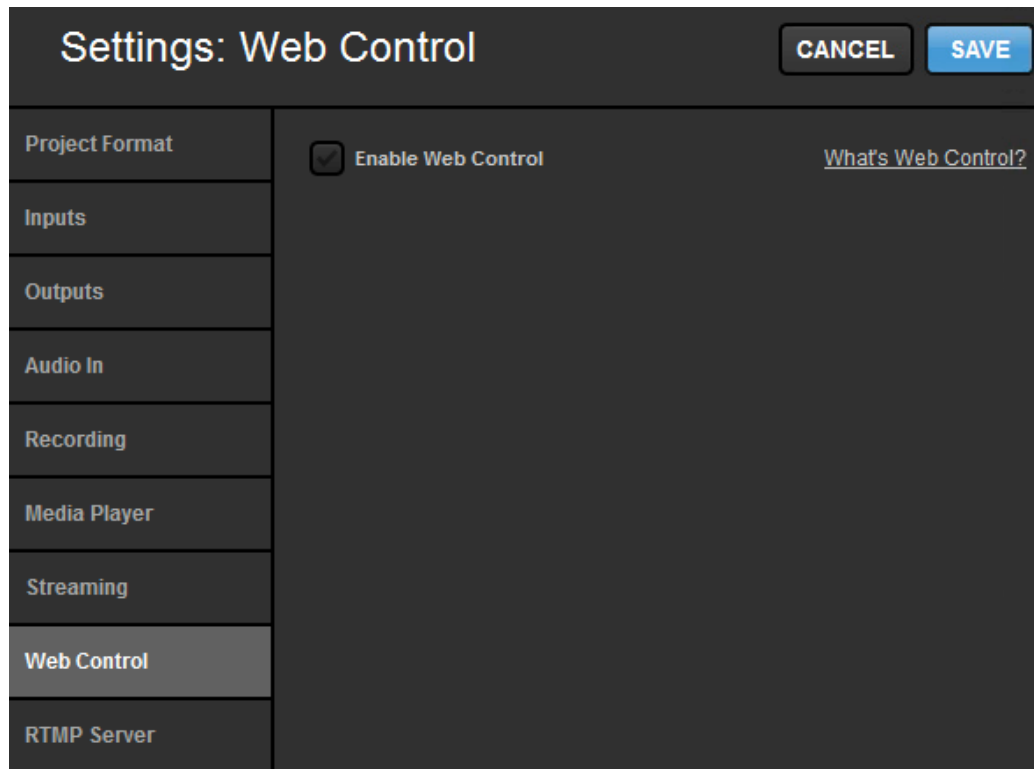 Settings: Web Control
CANCEL
SAVE
Project Format
Enable Web Control
What's Web Control?
Inputs
Outputs
Audio In
Recording
Media Player
Streaming
Web Control
RTMP Server